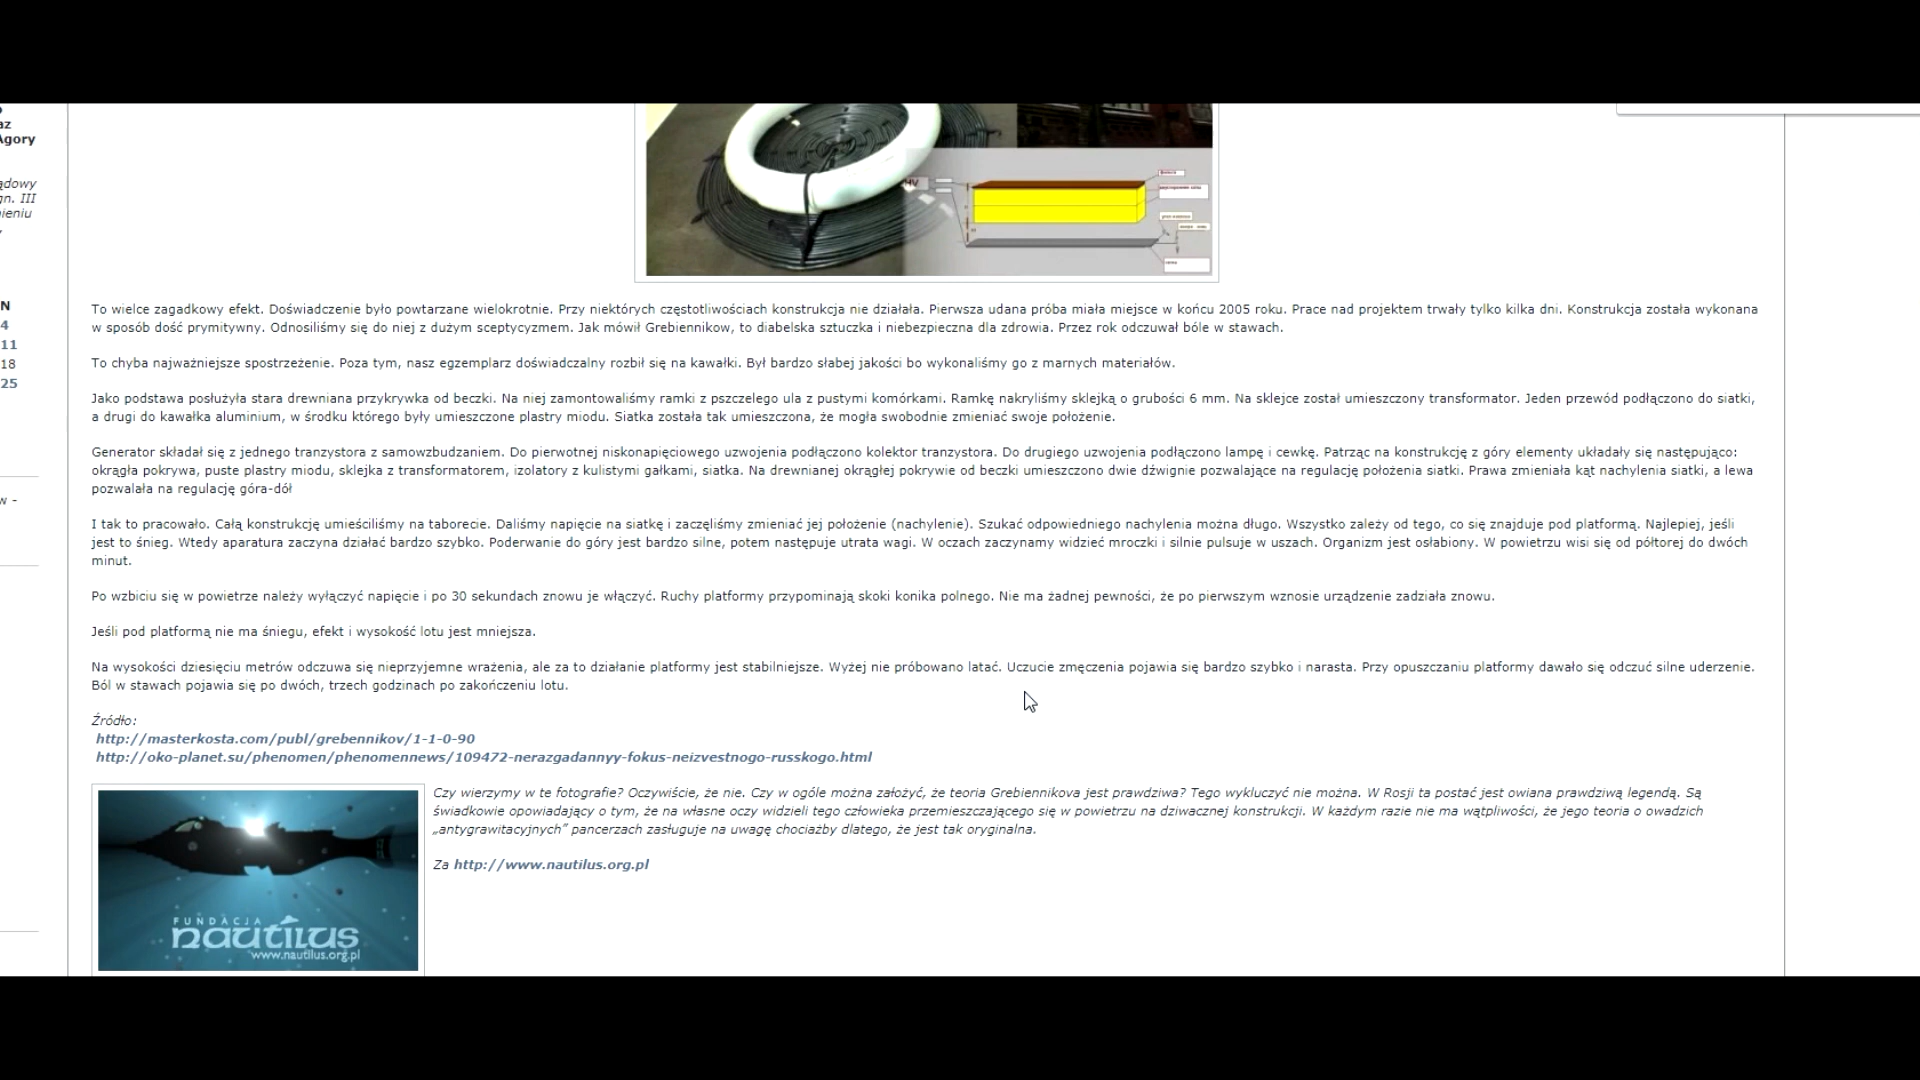 az
Agory
ądowy
gn. III
ieniu
N
4
11
18
25
w -
To wielce zagadkowy efekt. Doświadczenie było powtarzane wielokrotnie. Przy niektórych częstotliwościach konstrukcja nie działała. Pierwsza udana próba miała miejsce w końcu 2005 roku. Prace nad projektem trwały tylko kilka dni. Konstrukcja została wykonana
w sposób dość prymitywny. Odnosiliśmy się do niej z dużym sceptycyzmem. Jak mówił Grebiennikow, to diabelska sztuczka i niebezpieczna dla zdrowia. Przez rok odczuwał bóle w stawach.
To chyba najważniejsze spostrzeżenie. Poza tym, nasz egzemplarz doświadczalny rozbił się na kawałki. Był bardzo słabej jakości bo wykonaliśmy go z marnych materiałów.
Jako podstawa posłużyła stara drewniana przykrywka od beczki. Na niej zamontowaliśmy ramki z pszczelego ula z pustymi komórkami. Ramkę nakryliśmy sklejką o grubości 6 mm. Na sklejce został umieszczony transformator. Jeden przewód podłączono do siatki,
a drugi do kawałka aluminium, w środku którego były umieszczone plastry miodu. Siatka została tak umieszczona, że mogła swobodnie zmieniać swoje położenie.
Generator składał się z jednego tranzystora z samowzbudzaniem. Do pierwotnej niskonapięciowego uzwojenia podłączono kolektor tranzystora. Do drugiego uzwojenia podłączono lampę i cewkę. Patrząc na konstrukcję z góry elementy układały się następująco:
okrągła pokrywa, puste plastry miodu, sklejka z transformatorem, izolatory z kulistymi gałkami, siatka. Na drewnianej okrągłej pokrywie od beczki umieszczono dwie dźwignie pozwalające na regulację położenia siatki. Prawa zmieniała kąt nachylenia siatki, a lewa
pozwalała na regulację góra-dół
I tak to pracowało. Całą konstrukcję umieściliśmy na taborecie. Daliśmy napięcie na siatkę i zaczęliśmy zmieniać jej położenie (nachylenie). Szukać odpowiedniego nachylenia można długo. Wszystko zależy od tego, co się znajduje pod platformą. Najlepiej, jeśli
jest to śnieg. Wtedy aparatura zaczyna działać bardzo szybko. Poderwanie do góry jest bardzo silne, potem następuje utrata wagi. W oczach zaczynamy widzieć mroczki i silnie pulsuje w uszach. Organizm jest osłabiony. W powietrzu wisi się od półtorej do dwóch
minut.
Po wzbiciu się w powietrze należy wyłączyć napięcie i po 30 sekundach znowu je włączyć. Ruchy platformy przypominają skoki konika polnego. Nie ma żadnej pewności, że po pierwszym wznosie urządzenie zadziała znowu.
Jeśli pod platformą nie ma śniegu, efekt i wysokość lotu jest mniejsza.
Na wysokości dziesięciu metrów odczuwa się nieprzyjemne wrażenia, ale za to działanie platformy jest stabilniejsze. Wyżej nie próbowano latać. Uczucie zmęczenia pojawia się bardzo szybko i narasta. Przy opuszczaniu platformy dawało się odczuć silne uderzenie.
Ból w stawach pojawia się po dwóch, trzech godzinach po zakończeniu lotu.
Źródło:
http://masterkosta.com/publ/grebennikov/1-1-0-90
http://oko-planet.su/phenomen/phenomennews/109472-nerazgadannyy-fokus-neizvestnogo-russkogo.html
Czy wierzymy w te fotografie? Oczywiście, że nie. Czy w ogóle można założyć, że teoria Grebiennikova jest prawdziwa? Tego wykluczyć nie można. W Rosji ta postać jest owiana prawdziwą legendą. Są
świadkowie opowiadający o tym, że na własne oczy widzieli tego człowieka przemieszczającego się w powietrzu na dziwacznej konstrukcji. W każdym razie nie ma wątpliwości, że jego teoria o owadzich
„antygrawitacyjnych” pancerzach zasługuje na uwagę chociażby dlatego, że jest tak oryginalna.
Za http://www.nautilus.org.pl
FUNDACJA
nautilus
www.nautilus.org.pl